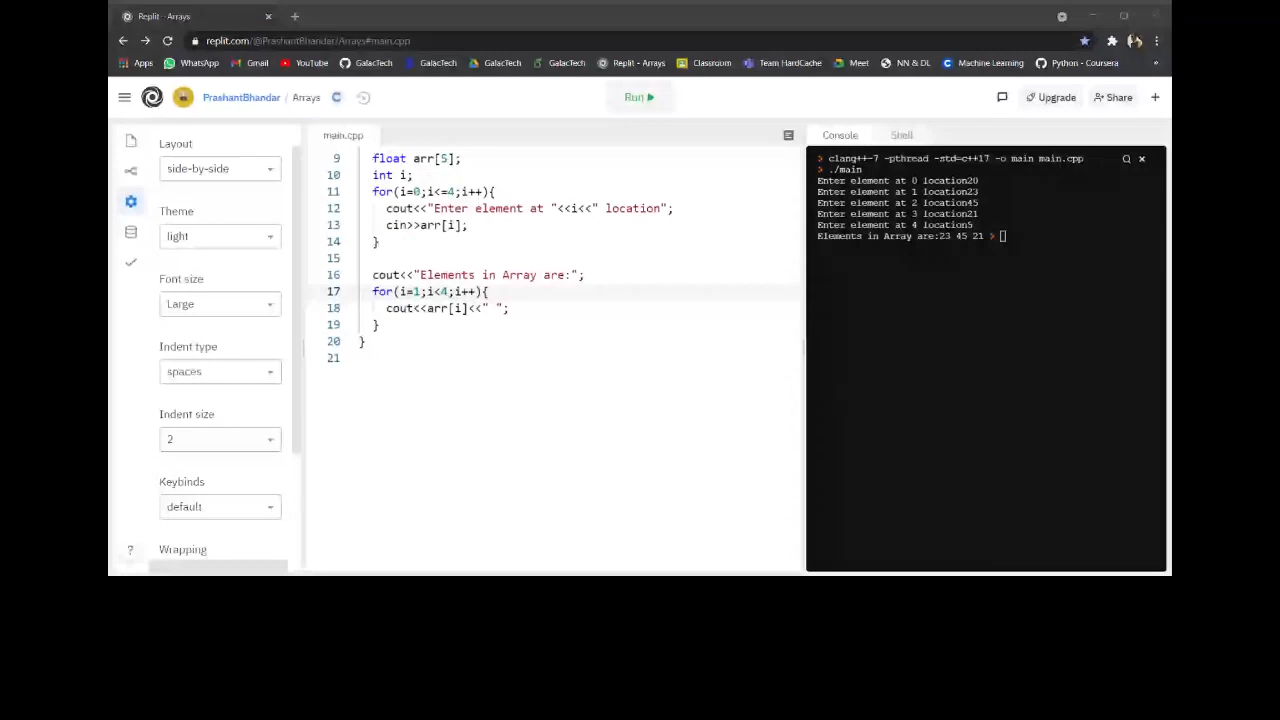 Replit - Arrays
replit.com/@PrashantBhandar/Arrays#main.cpp
Apps WhatsApp Gmail YouTube GalacTech GalacTech GalacTech GalacTech Replit - Arrays Classroom Team HardCache Meet NN & DL Machine Learning Python - Coursera »
PrashantBhandar / Arrays
Run
Upgrade
Share
Layout
side-by-side
Theme
light
Font size
Large
Indent type
spaces
Indent size
2
Keybinds
default
Wrapping
?
main.cpp
9 float arr[5];
10 int i;
11 for(i=0;i<=4;i++){
12 cout<<"Enter element at "<<i<<" location";
13 cin>>arr[i];
14 }
15
16 cout<<"Elements in Array are:";
17 for(i=1;i<4;i++){
18 cout<<arr[i]<<" ";
19 }
20 }
21
Console Shell
> clang++-7 -pthread -std=c++17 -o main main.cpp
> ./main
Enter element at 0 location20
Enter element at 1 location23
Enter element at 2 location45
Enter element at 3 location21
Enter element at 4 location5
Elements in Array are:23 45 21 >